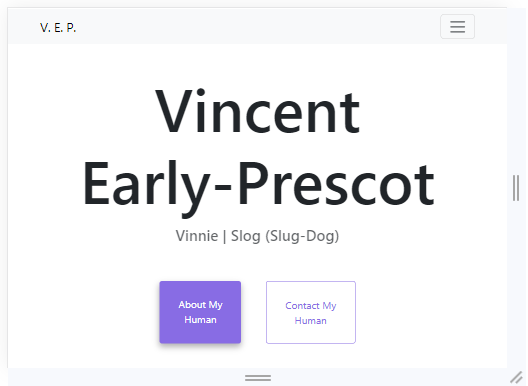 V. E. P.
Vincent
Early-Prescot
Vinnie | Slog (Slug-Dog)
About My
Human
Contact My
Human